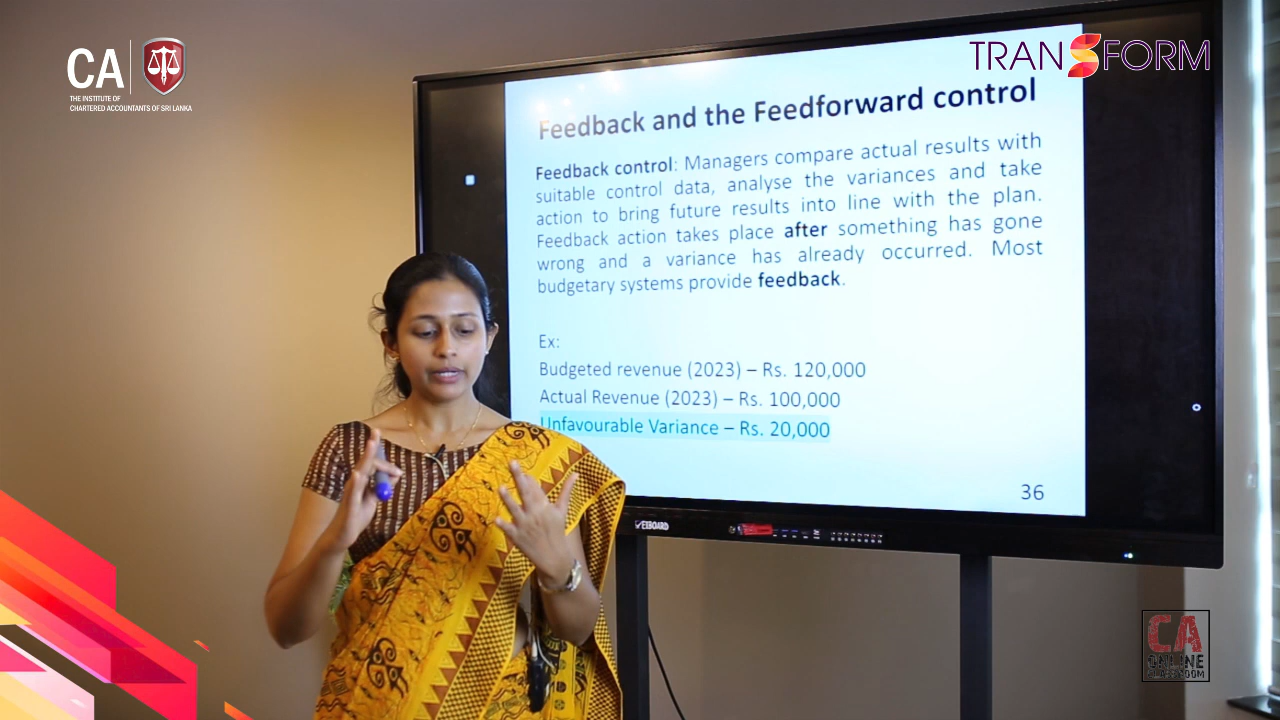 CA
THE INSTITUTE OF
CHARTERED ACCOUNTANTS OF SRI LANKA
TRANSFORM
Feedback and the Feedforward control
Feedback control: Managers compare actual results with
suitable control data, analyse the variances and take
action to bring future results into line with the plan.
Feedback action takes place after something has gone
wrong and a variance has already occurred. Most
budgetary systems provide feedback.
Ex:
Budgeted revenue (2023) – Rs. 120,000
Actual Revenue (2023) – Rs. 100,000
Unfavourable Variance – Rs. 20,000
36
CA
ONLINE
CLASSROOM